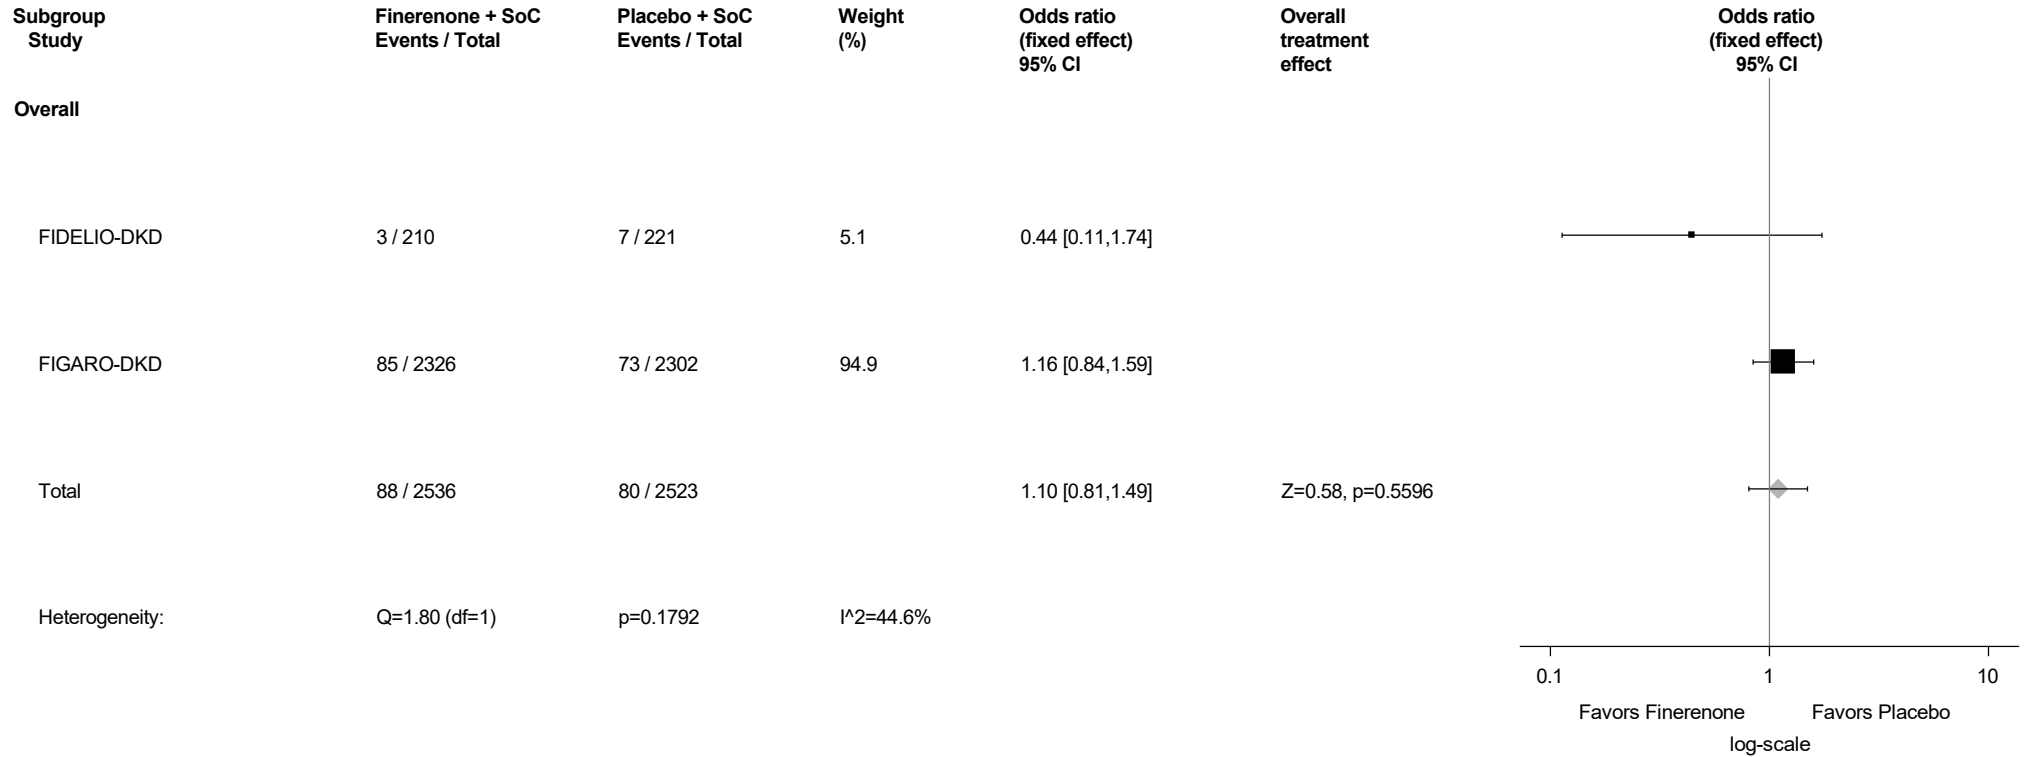 Subgroup Finerenone + SoC Placebo + SoC Weight Odds ratio Overall Odds ratio
Study Events / Total Events / Total (%) (fixed effect) treatment (fixed effect)
95% CI effect 95% CI
Overall
FIDELIO-DKD 3 / 210 7 / 221 5.1 0.44 [0.11,1.74]
FIGARO-DKD 85 / 2326 73 / 2302 94.9 1.16 [0.84,1.59]
Total 88 / 2536 80 / 2523 1.10 [0.81,1.49] Z=0.58, p=0.5596
Heterogeneity: Q=1.80 (df=1) p=0.1792 I^2=44.6%
0.1 1 10
Favors Finerenone Favors Placebo
log-scale